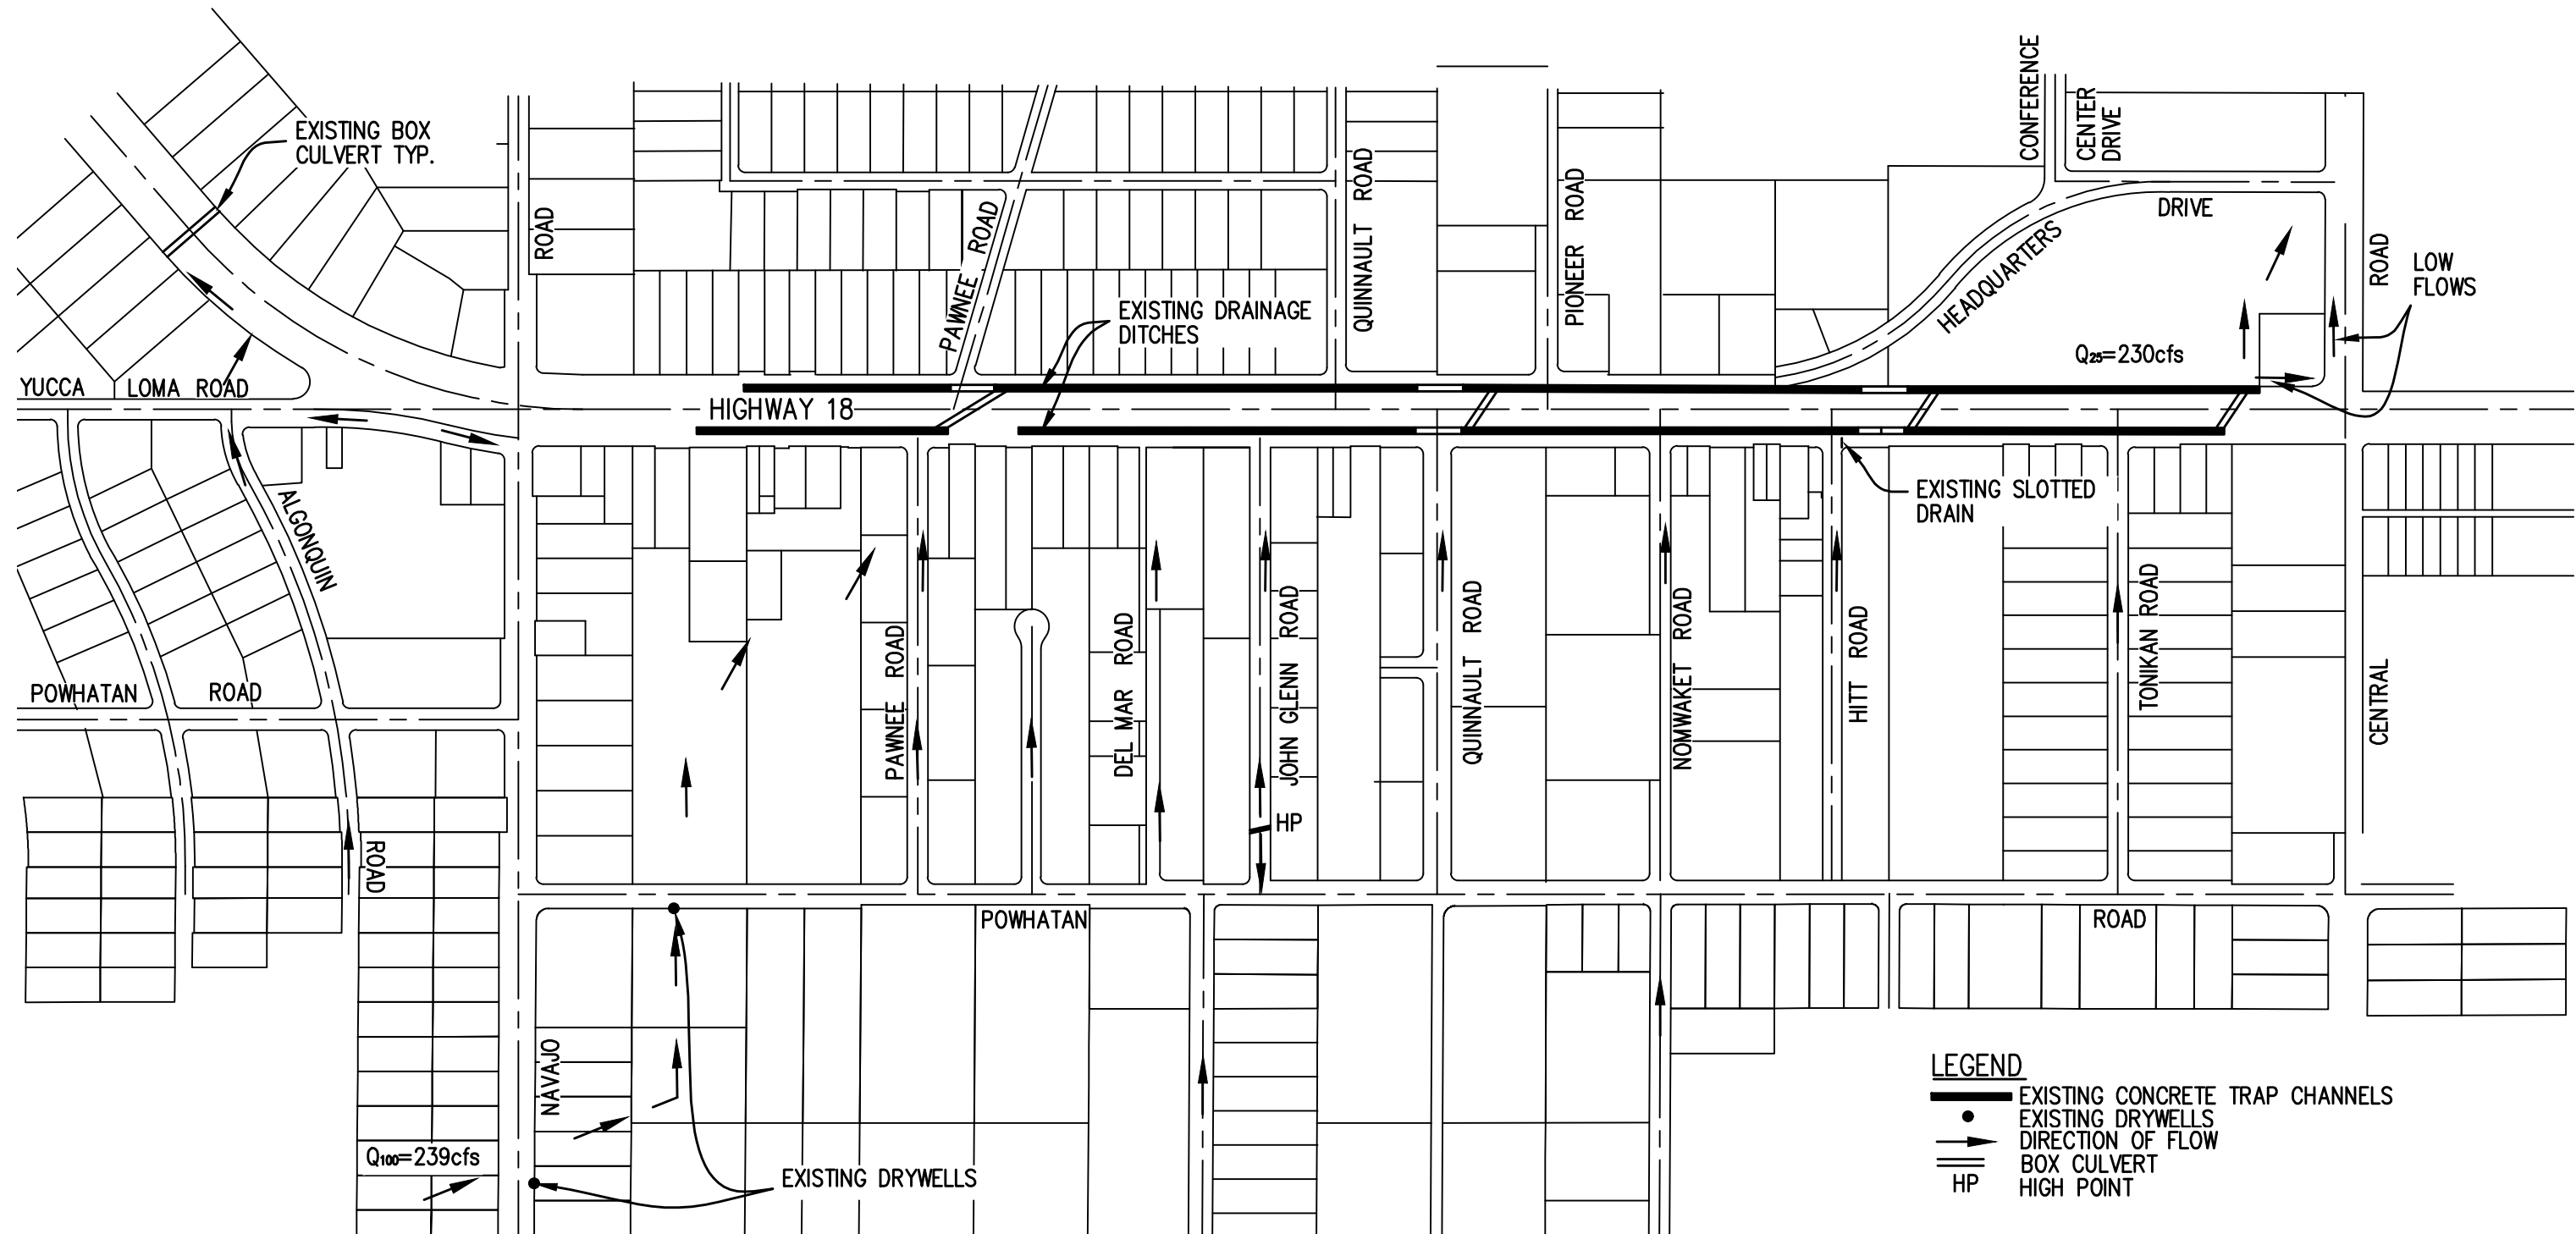 CONFERENCE
CENTER
DRIVE
EXISTING BOX
CULVERT TYP.
ROAD
PAWNEE ROAD
QUINNAULT ROAD
PIONEER ROAD
HEADQUARTERS
DRIVE
ROAD
LOW
FLOWS
EXISTING DRAINAGE
DITCHES
Q25=230cfs
YUCCA LOMA ROAD
HIGHWAY 18
EXISTING SLOTTED
DRAIN
ALGONQUIN
ROAD
POWHATAN ROAD
PAWNEE ROAD
DEL MAR ROAD
JOHN GLENN ROAD
HP
QUINNAULT ROAD
NOMWAKET ROAD
HITT ROAD
TONIKAN ROAD
CENTRAL
POWHATAN
ROAD
NAVAJO
Q100=239cfs
EXISTING DRYWELLS
LEGEND
EXISTING CONCRETE TRAP CHANNELS
EXISTING DRYWELLS
DIRECTION OF FLOW
BOX CULVERT
HP HIGH POINT